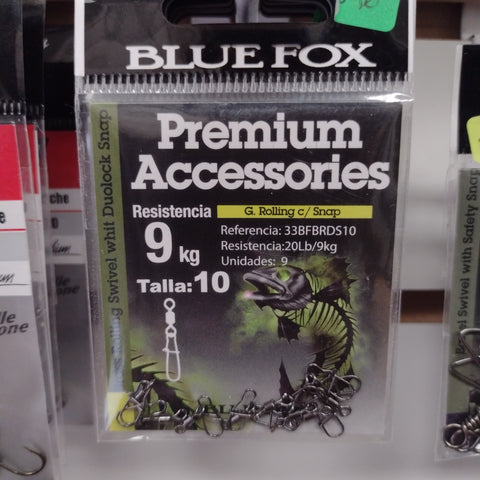 BLUE FOX
Premium
Accessories
Resistencia
9 kg
Talla: 10
G. Rolling c/ Snap
Referencia: 33BFBRDS10
Resistencia:20Lb/9kg
Unidades: 9
Rolling Swivel whit Duolock Snap
Swivel with Safety Snap